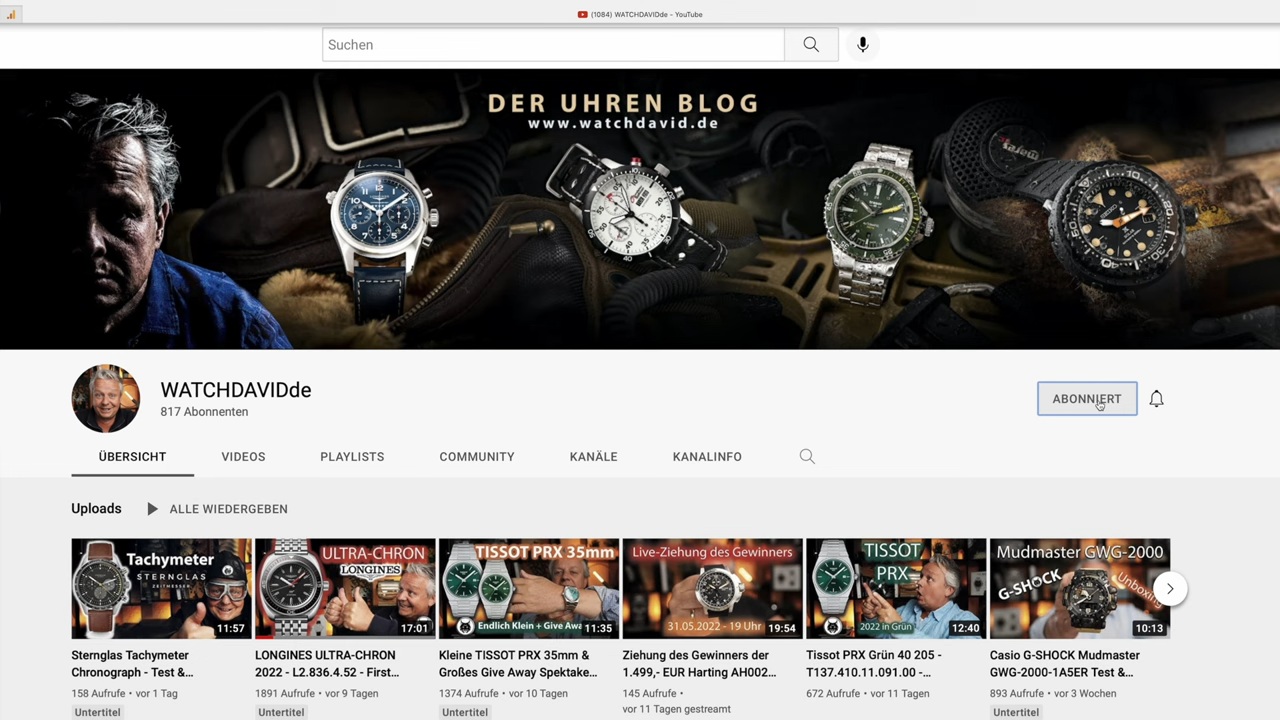 (1084) WATCHDAVIDde - YouTube
Suchen
DER UHREN BLOG
www.watchdavid.de
WATCHDAVIDde
817 Abonnenten
ABONNIERT
ÜBERSICHT VIDEOS PLAYLISTS COMMUNITY KANÄLE KANALINFO
Uploads ALLE WIEDERGEBEN
Tachymeter
STERNGLAS
ZEITMESSER
11:57
ULTRA-CHRON
LONGINES
17:01
TISSOT PRX 35mm
Endlich Klein + Give Awa
11:35
Live-Ziehung des Gewinners
31.05.2022 - 19 Uhr
19:54
TISSOT
PRX
2022 in Grün
12:40
Mudmaster GWG-2000
G-SHOCK
Unboxing
10:13
Sternglas Tachymeter
Chronograph - Test &...
158 Aufrufe • vor 1 Tag
Untertitel
LONGINES ULTRA-CHRON
2022 - L2.836.4.52 - First...
1891 Aufrufe • vor 9 Tagen
Untertitel
Kleine TISSOT PRX 35mm &
Großes Give Away Spektake...
1374 Aufrufe • vor 10 Tagen
Untertitel
Ziehung des Gewinners der
1.499,- EUR Harting AH002...
145 Aufrufe •
vor 11 Tagen gestreamt
Tissot PRX Grün 40 205 -
T137.410.11.091.00 -...
672 Aufrufe • vor 11 Tagen
Casio G-SHOCK Mudmaster
GWG-2000-1A5ER Test &...
893 Aufrufe • vor 3 Wochen
Untertitel